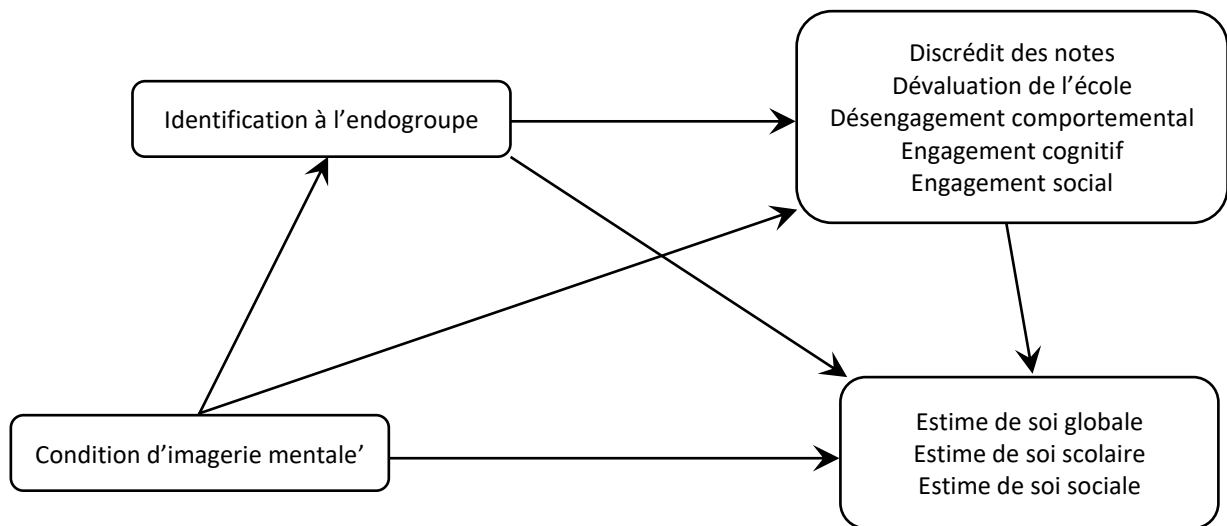 Discrédit des notes
Dévaluation de l’école
Désengagement comportemental
Engagement cognitif
Engagement social
Identification à l’endogroupe
Condition d’imagerie mentale’
Estime de soi globale
Estime de soi scolaire
Estime de soi sociale